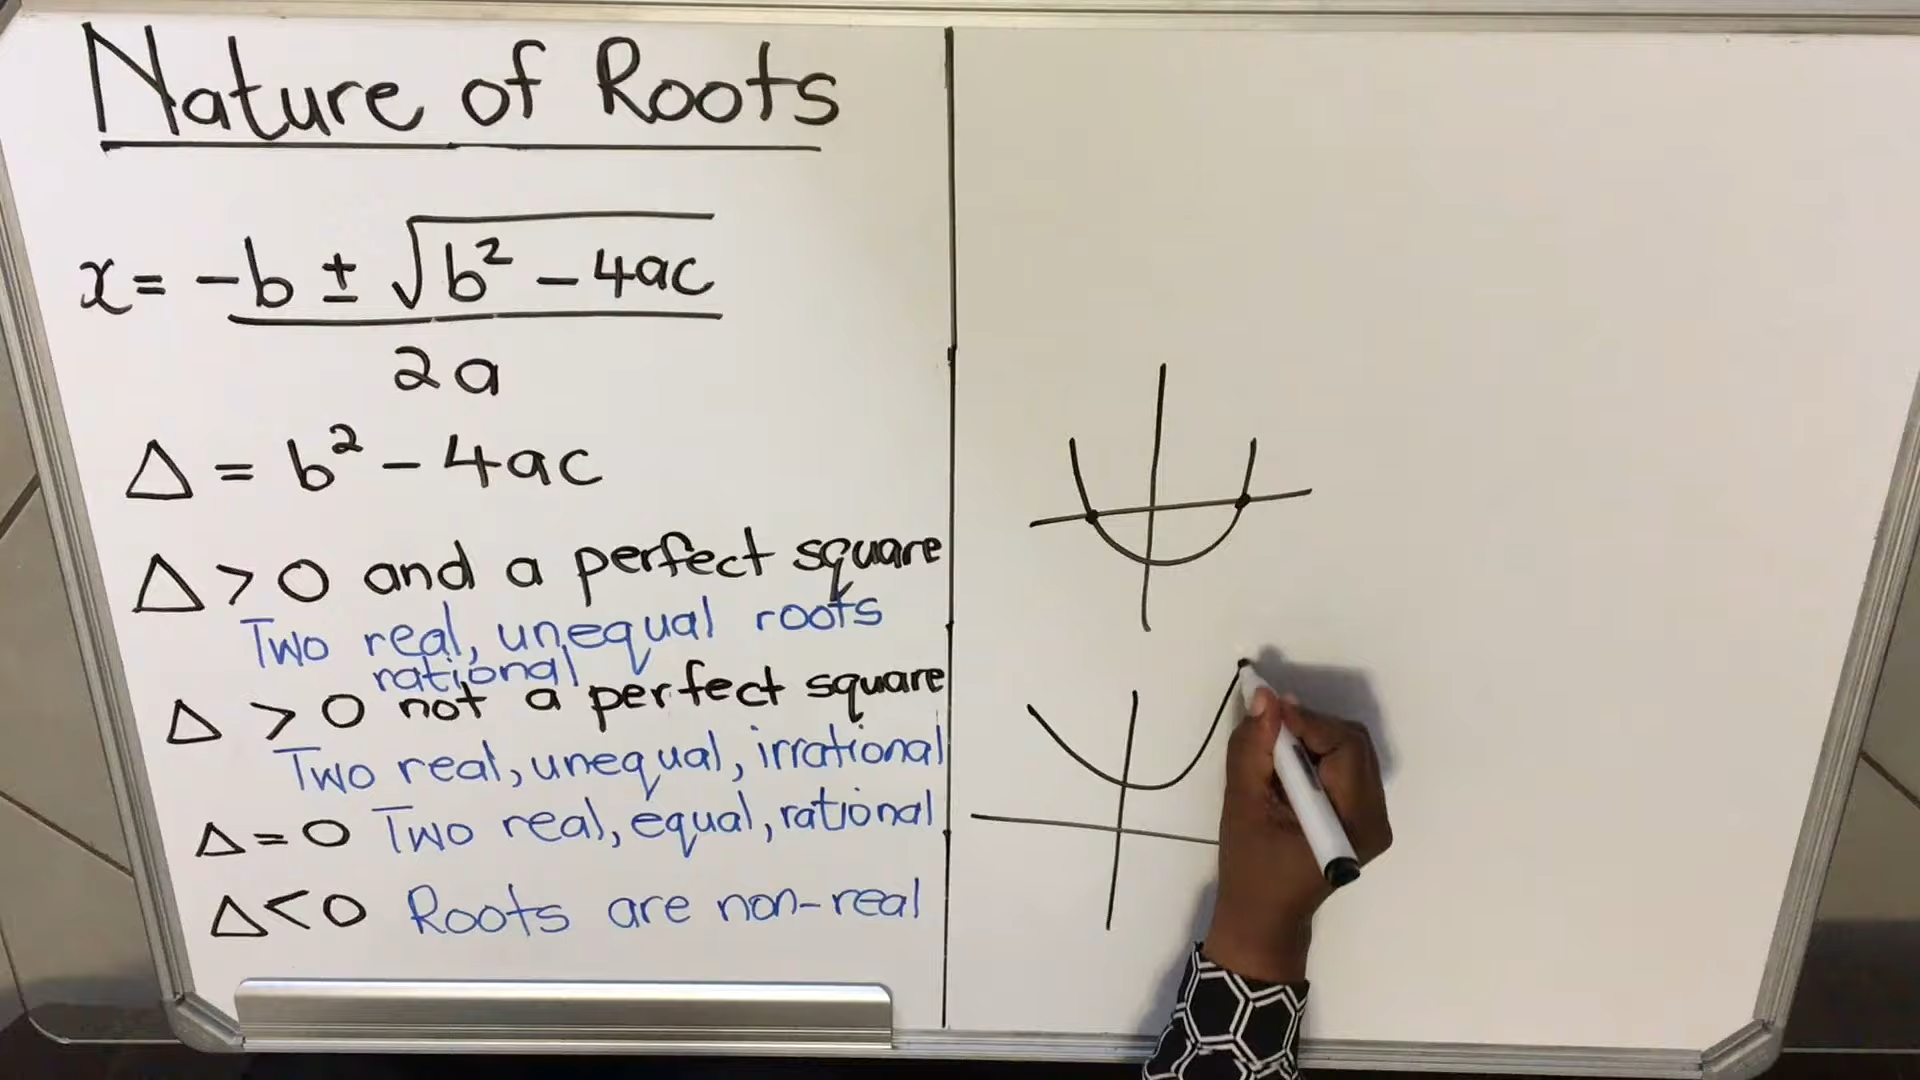 Nature of Roots
x = -b ± √b² - 4ac
2a
Δ = b² - 4ac
Δ > 0 and a perfect square
Two real, unequal roots
rational
Δ > 0 not a perfect square
Two real, unequal, irrational
Δ = 0 Two real, equal, rational
Δ < 0 Roots are non-real